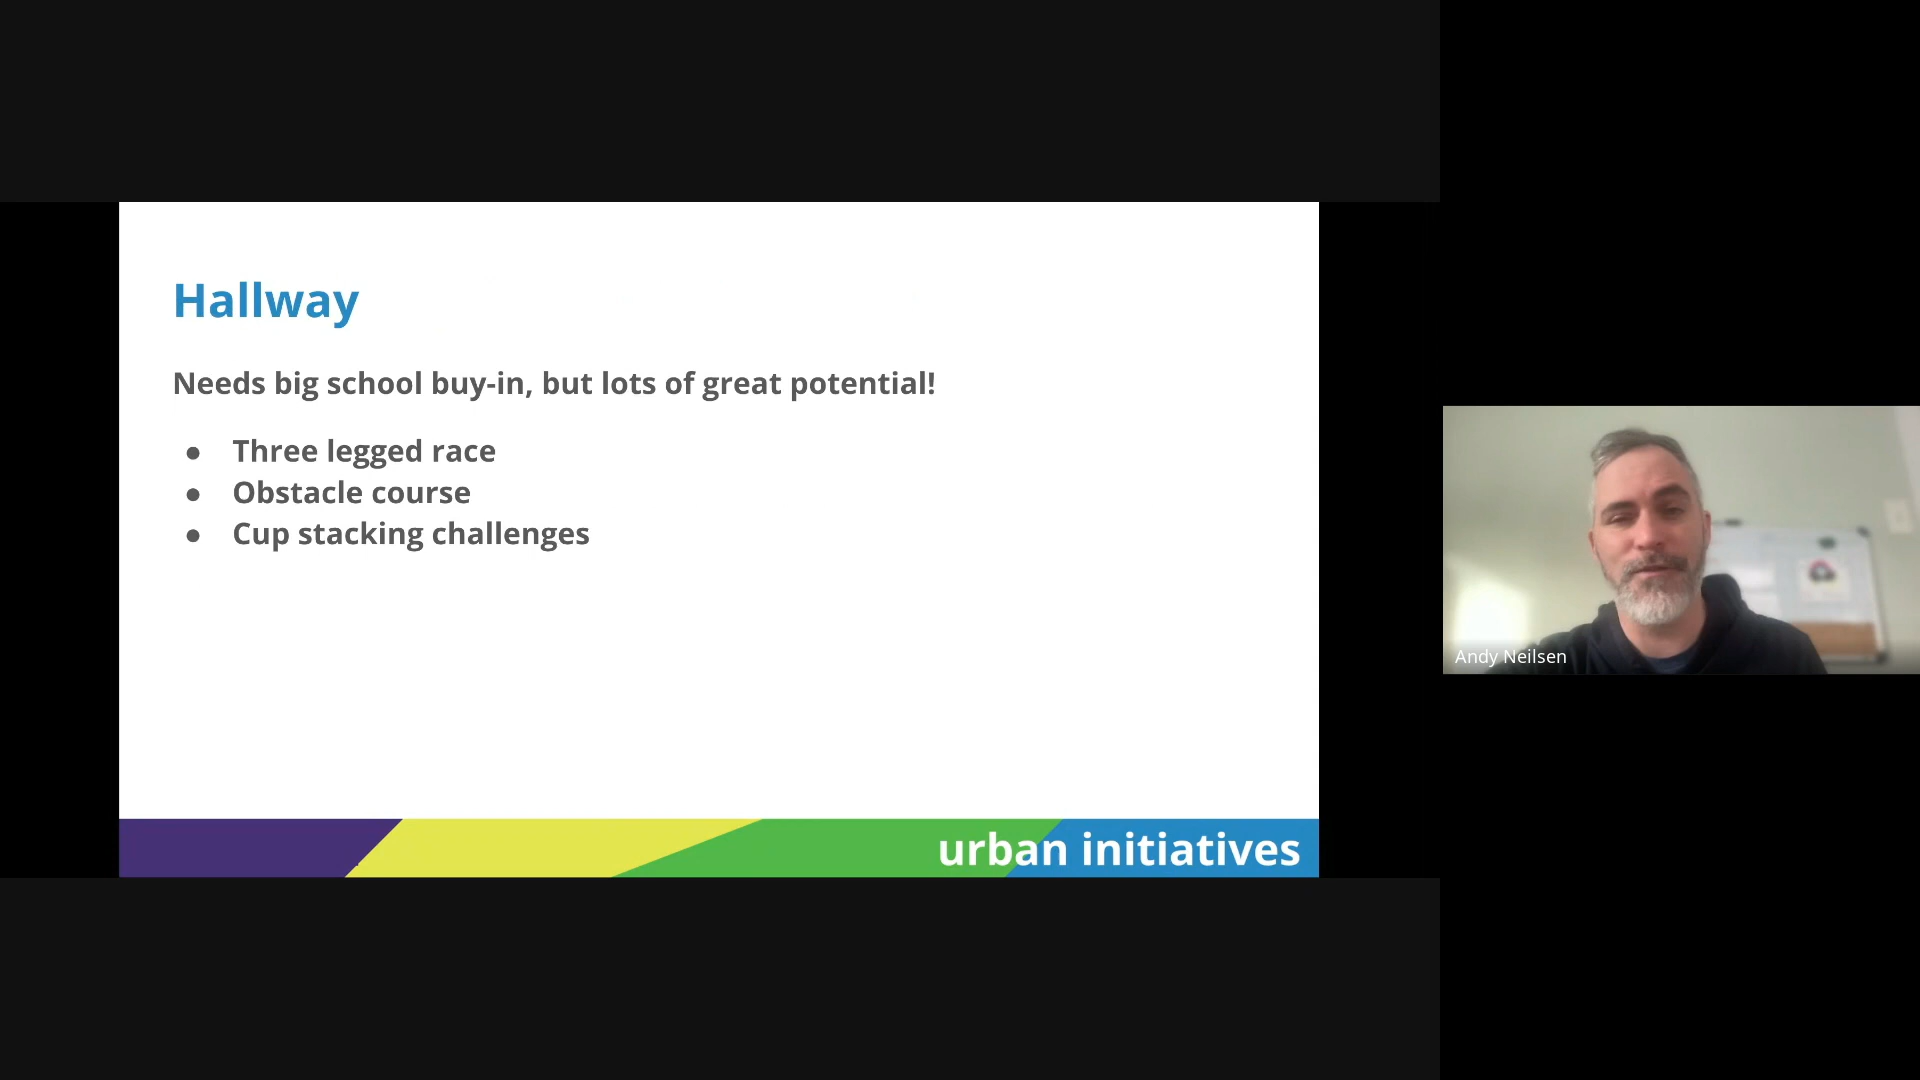 Hallway
Needs big school buy-in, but lots of great potential!
● Three legged race
● Obstacle course
● Cup stacking challenges
urban initiatives
Andy Neilsen